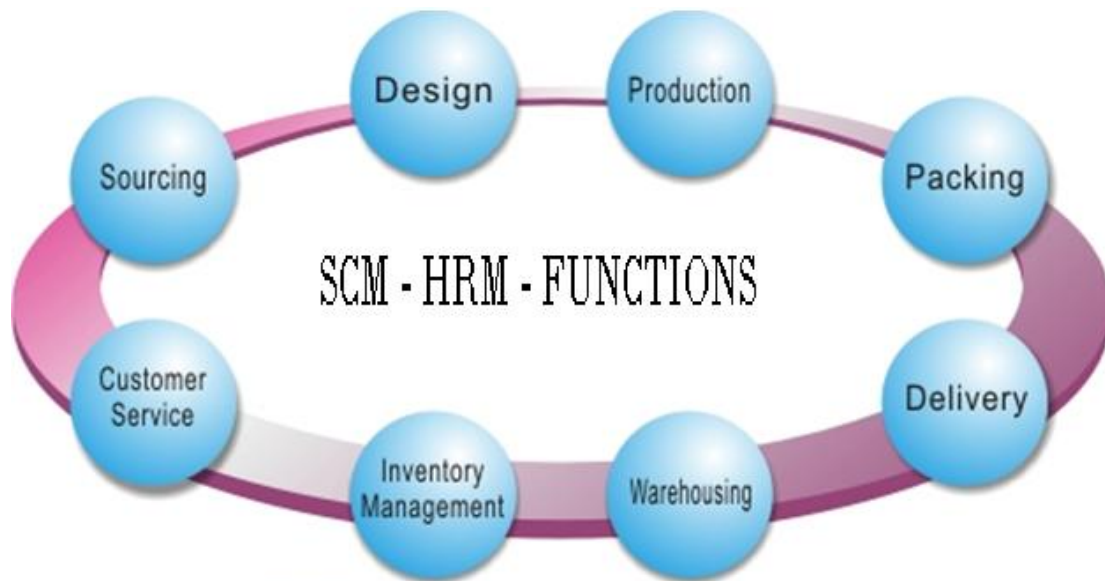 Design
Production
Sourcing
Packing
SCM - HRM - FUNCTIONS
Customer
Service
Delivery
Inventory
Management
Warehousing